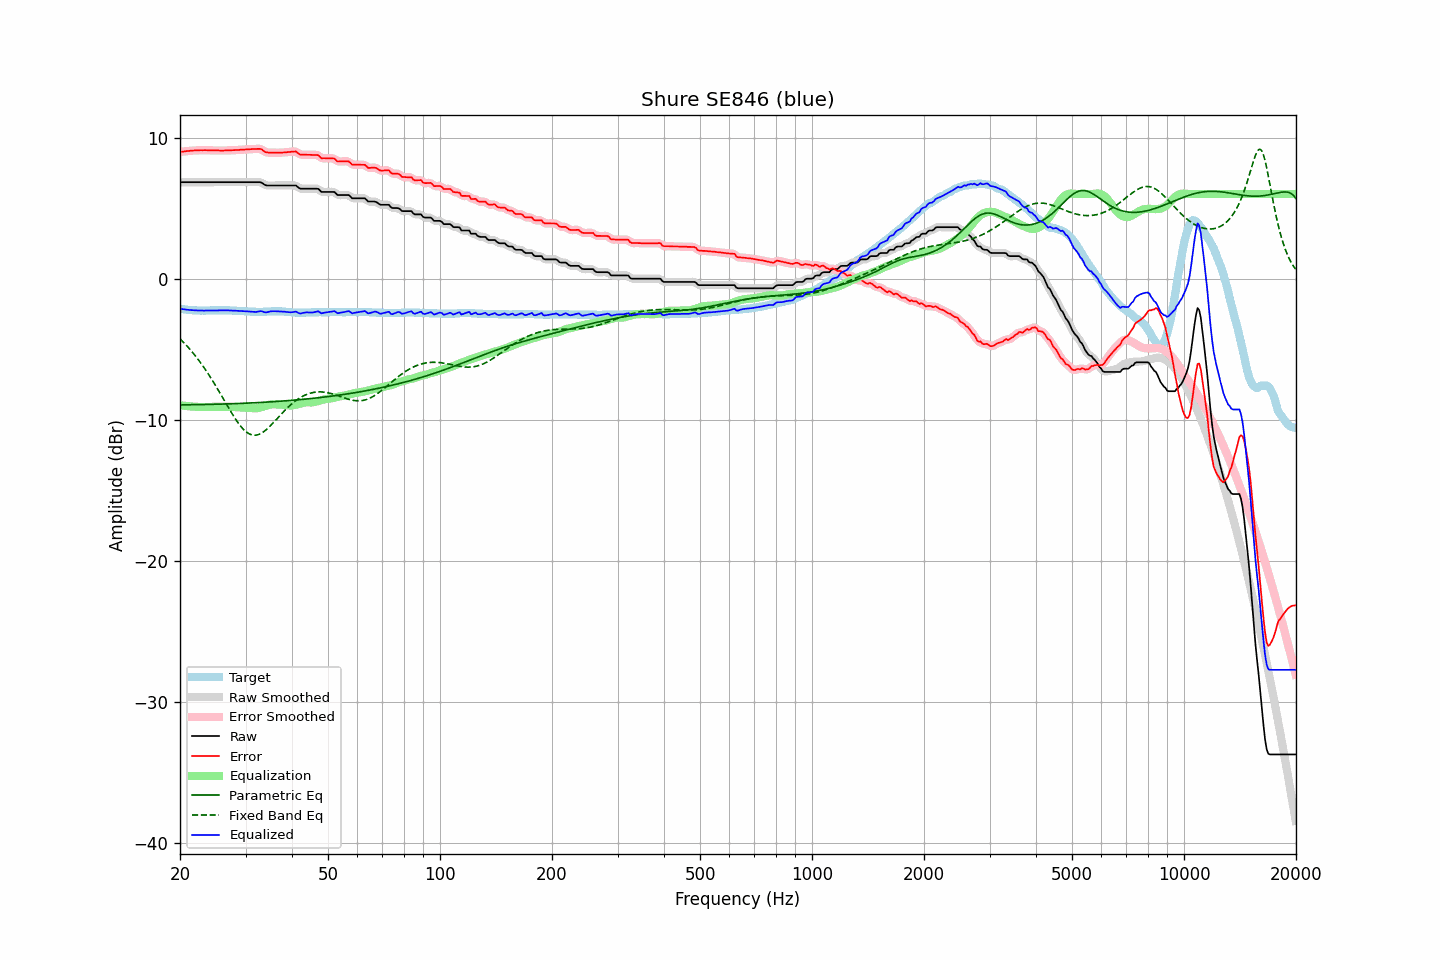 Shure SE846 (blue)
Amplitude (dBr)
10
0
−10
−20
−30
−40
Target
Raw Smoothed
Error Smoothed
Raw
Error
Equalization
Parametric Eq
Fixed Band Eq
Equalized
20 50 100 200 500 1000 2000 5000 10000 20000
Frequency (Hz)